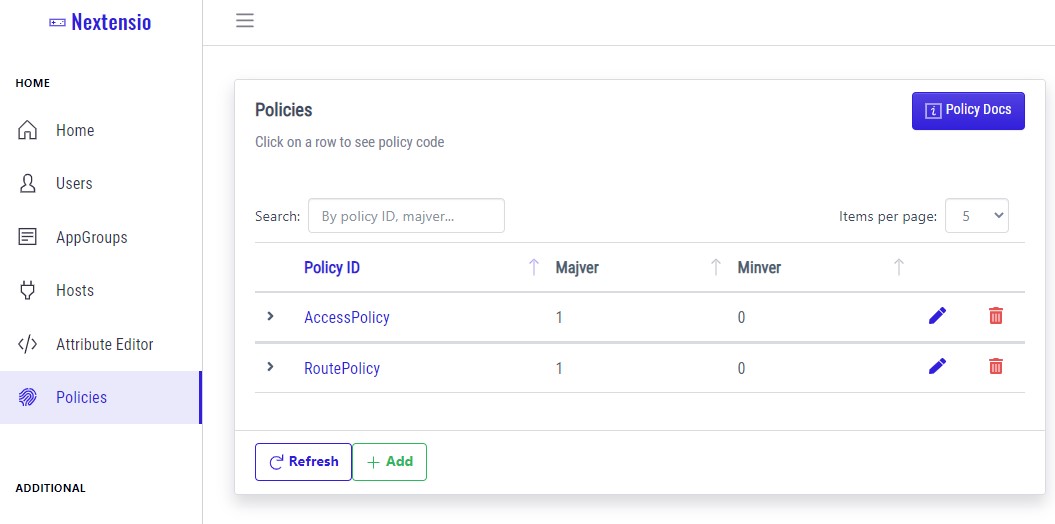 Nextensio
HOME
Home
Users
AppGroups
Hosts
Attribute Editor
Policies
ADDITIONAL
Policies
Policy Docs
Click on a row to see policy code
Search: By policy ID, majver... Items per page: 5
Policy ID Majver Minver
AccessPolicy 1 0
RoutePolicy 1 0
Refresh Add